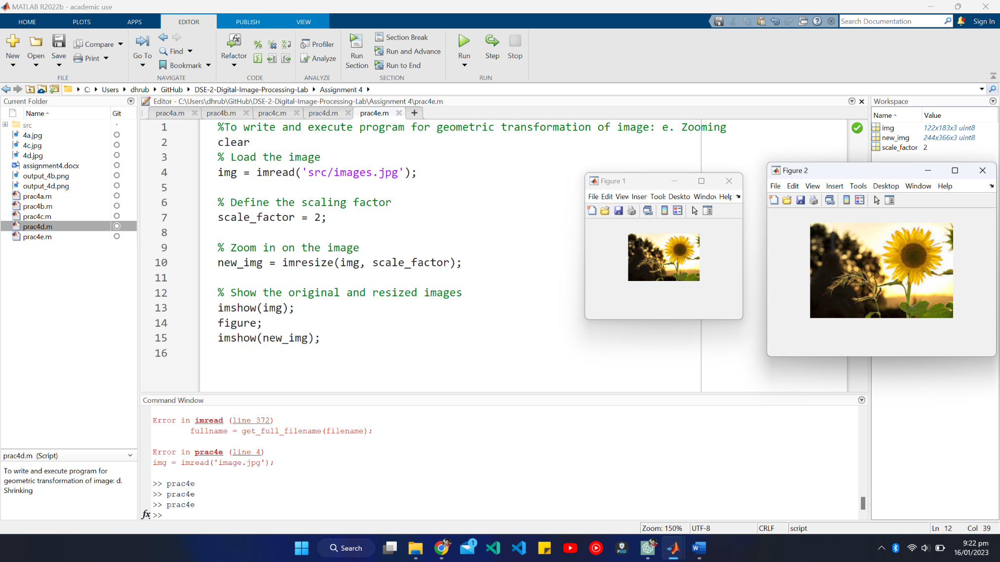 MATLAB R2022b - academic use
HOME PLOTS APPS EDITOR PUBLISH VIEW Search Documentation Sign In
New Open Save Compare Print Go To Find Bookmark Refactor Profiler Analyze Run Section Section Break Run and Advance Run to End Run Step Stop
FILE NAVIGATE CODE ANALYZE SECTION RUN
C: Users dhrub GitHub DSE-2-Digital-Image-Processing-Lab Assignment 4
Current Folder
Name Git
src
4a.jpg
4c.jpg
4d.jpg
assignment4.docx
output_4b.png
output_4d.png
prac4a.m
prac4b.m
prac4c.m
prac4d.m
prac4e.m
prac4d.m (Script)
To write and execute program for
geometric transformation of image: d.
Shrinking
Editor - C:\Users\dhrub\GitHub\DSE-2-Digital-Image-Processing-Lab\Assignment 4\prac4e.m
prac4a.m prac4b.m prac4c.m prac4d.m prac4e.m
1 %To write and execute program for geometric transformation of image: e. Zooming
2 clear
3 % Load the image
4 img = imread('src/images.jpg');
5
6 % Define the scaling factor
7 scale_factor = 2;
8
9 % Zoom in on the image
10 new_img = imresize(img, scale_factor);
11
12 % Show the original and resized images
13 imshow(img);
14 figure;
15 imshow(new_img);
16
Figure 1
File Edit View Insert Tools Deskto Window Help
Figure 2
File Edit View Insert Tools Desktop Window Help
Workspace
Name Value
img 122x183x3 uint8
new_img 244x366x3 uint8
scale_factor 2
Command Window
Error in imread (line 372)
fullname = get_full_filename(filename);
Error in prac4e (line 4)
img = imread('image.jpg');
>> prac4e
>> prac4e
>> prac4e
fx >>
Zoom: 150% UTF-8 CRLF script Ln 12 Col 39
Search 1 PSSD 9:22 pm
16/01/2023